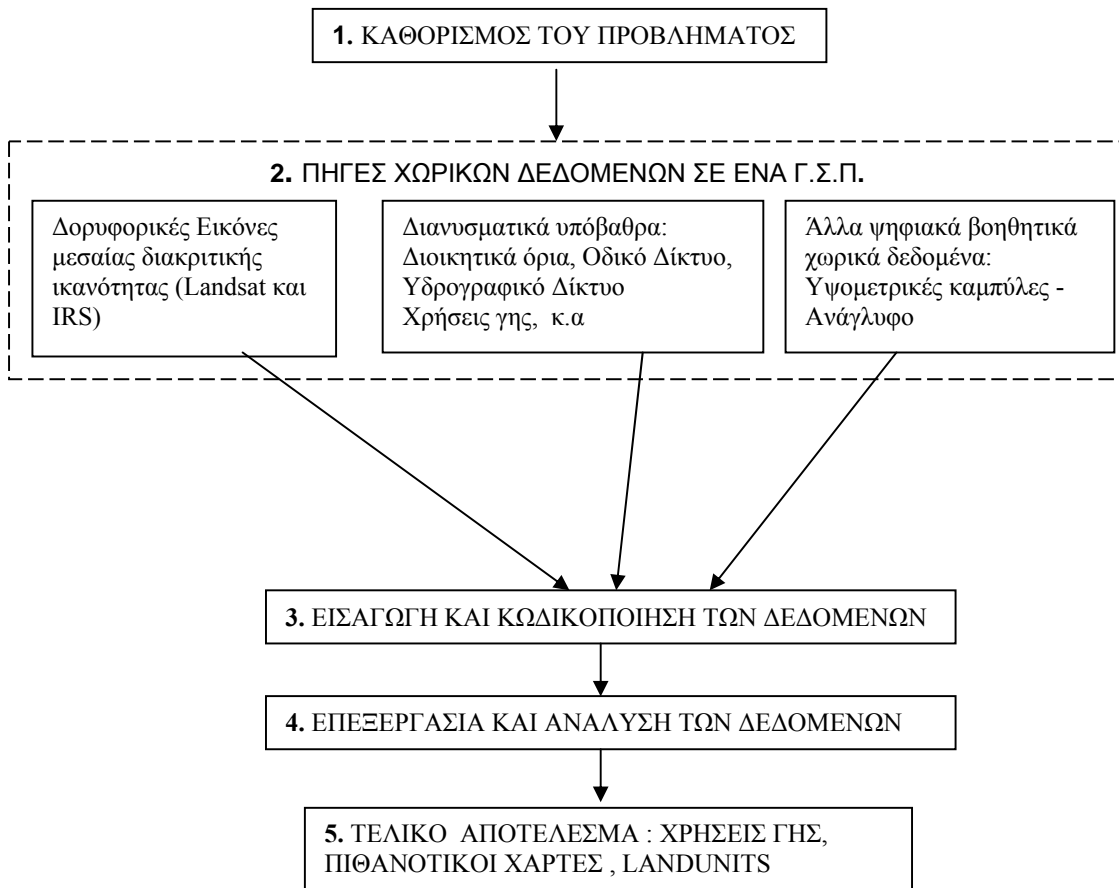 1. ΚΑΘΟΡΙΣΜΟΣ ΤΟΥ ΠΡΟΒΛΗΜΑΤΟΣ
2. ΠΗΓΕΣ ΧΩΡΙΚΩΝ ΔΕΔΟΜΕΝΩΝ ΣΕ ΕΝΑ Γ.Σ.Π.
Δορυφορικές Εικόνες
μεσαίας διακριτικής
ικανότητας (Landsat και
IRS)
Διανυσματικά υπόβαθρα:
Διοικητικά όρια, Οδικό Δίκτυο,
Υδρογραφικό Δίκτυο
Χρήσεις γης, κ.α
Άλλα ψηφιακά βοηθητικά
χωρικά δεδομένα:
Υψομετρικές καμπύλες -
Ανάγλυφο
3. ΕΙΣΑΓΩΓΗ ΚΑΙ ΚΩΔΙΚΟΠΟΙΗΣΗ ΤΩΝ ΔΕΔΟΜΕΝΩΝ
4. ΕΠΕΞΕΡΓΑΣΙΑ ΚΑΙ ΑΝΑΛΥΣΗ ΤΩΝ ΔΕΔΟΜΕΝΩΝ
5. ΤΕΛΙΚΟ ΑΠΟΤΕΛΕΣΜΑ : ΧΡΗΣΕΙΣ ΓΗΣ,
ΠΙΘΑΝΟΤΙΚΟΙ ΧΑΡΤΕΣ , LANDUNITS